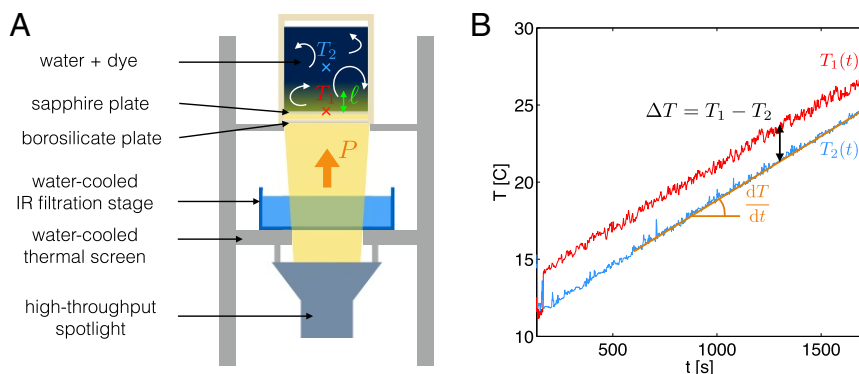 A
water + dye
sapphire plate
borosilicate plate
water-cooled
IR filtration stage
water-cooled
thermal screen
high-throughput
spotlight
T₂
T₁
ℓ
P
B
T [C]
30
25
20
15
10
500
1000
1500
t [s]
T₁(t)
ΔT = T₁ − T₂
T₂(t)
dT
dt